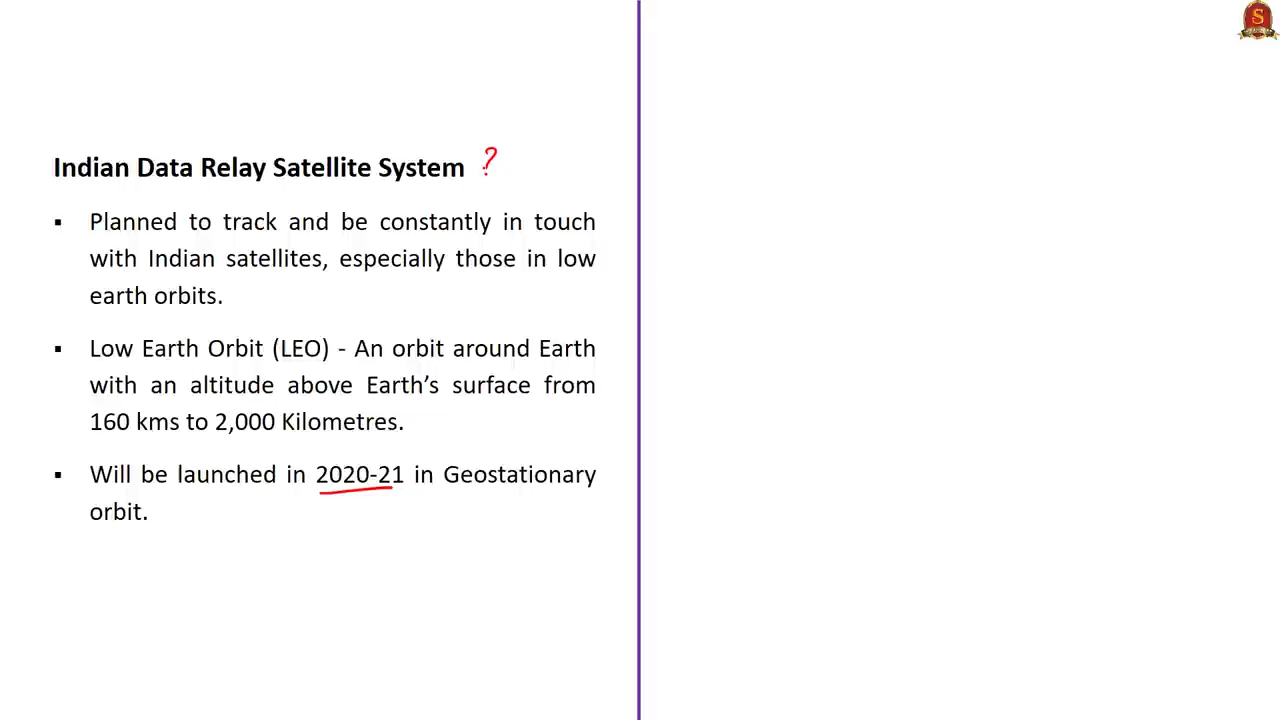 Indian Data Relay Satellite System ?
▪ Planned to track and be constantly in touch
with Indian satellites, especially those in low
earth orbits.
▪ Low Earth Orbit (LEO) - An orbit around Earth
with an altitude above Earth’s surface from
160 kms to 2,000 Kilometres.
▪ Will be launched in 2020-21 in Geostationary
orbit.
S